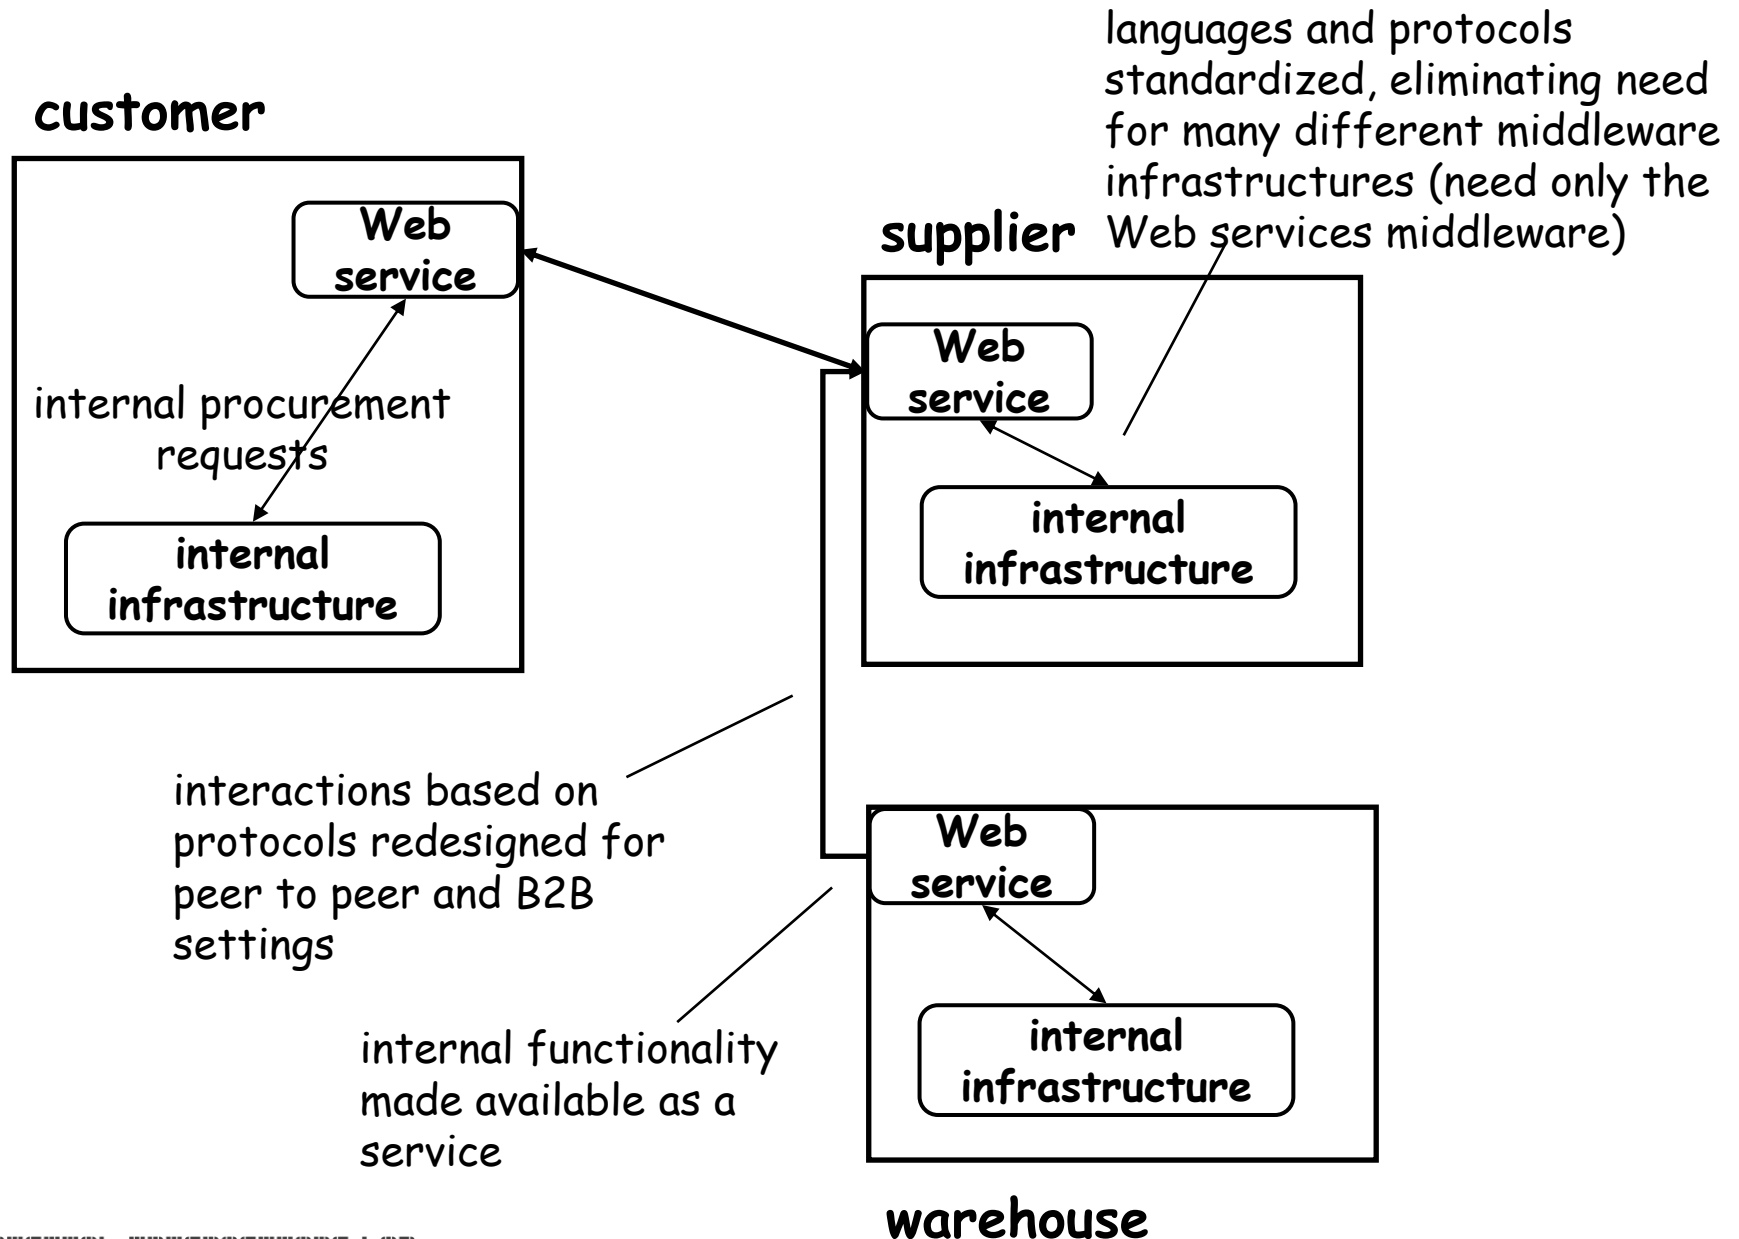 languages and protocols
standardized, eliminating need
for many different middleware
infrastructures (need only the
Web services middleware)
customer
supplier
Web
service
internal procurement
requests
internal
infrastructure
Web
service
internal
infrastructure
interactions based on
protocols redesigned for
peer to peer and B2B
settings
internal functionality
made available as a
service
Web
service
internal
infrastructure
warehouse